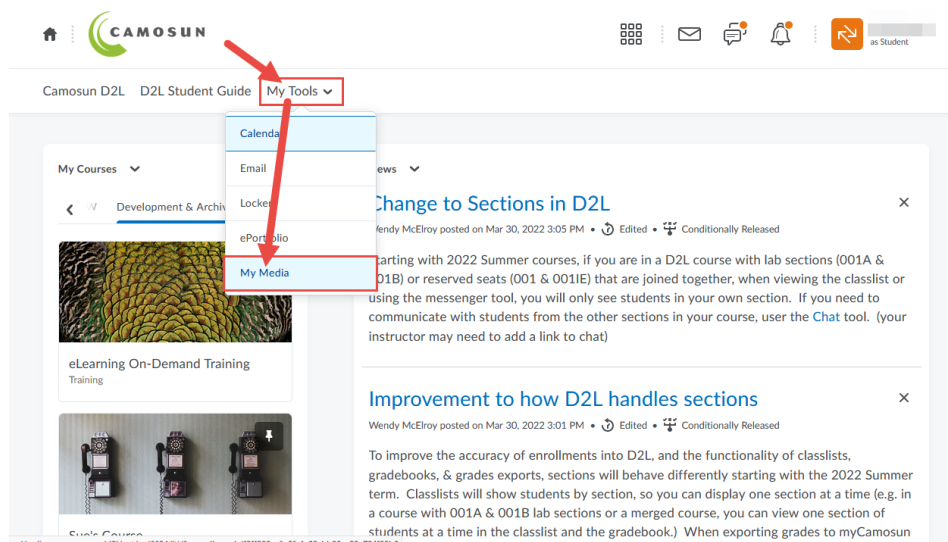 CAMOSUN
as Student
Camosun D2L D2L Student Guide My Tools
Calendar
Email
Locker
ePortfolio
My Media
My Courses
Development & Archiv
eLearning On-Demand Training
Training
Sue's Course
ews
Change to Sections in D2L
Wendy McElroy posted on Mar 30, 2022 3:05 PM • Edited • Conditionally Released
tarting with 2022 Summer courses, if you are in a D2L course with lab sections (001A &
001B) or reserved seats (001 & 001IE) that are joined together, when viewing the classlist or
using the messenger tool, you will only see students in your own section. If you need to
communicate with students from the other sections in your course, user the Chat tool. (your
instructor may need to add a link to chat)
Improvement to how D2L handles sections
Wendy McElroy posted on Mar 30, 2022 3:01 PM • Edited • Conditionally Released
To improve the accuracy of enrollments into D2L, and the functionality of classlists,
gradebooks, & grades exports, sections will behave differently starting with the 2022 Summer
term. Classlists will show students by section, so you can display one section at a time (e.g. in
a course with 001A & 001B lab sections or a merged course, you can view one section of
students at a time in the classlist and the gradebook.) When exporting grades to myCamosun